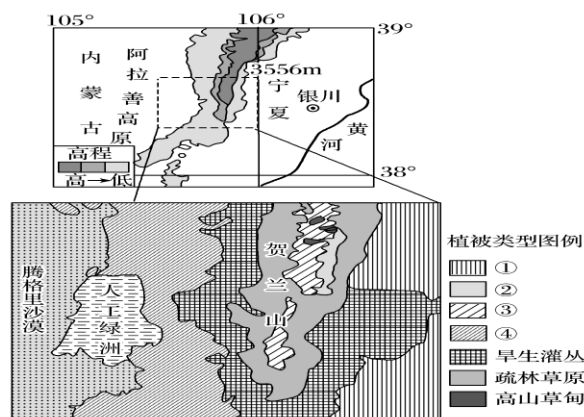 105° 106° 39°
内蒙古
阿拉善高原
3556m
宁夏
银川
黄河
高程
高→低
38°
腾格里沙漠
人工绿洲
贺兰山
植被类型图例
①
②
③
④
旱生灌丛
疏林草原
高山草甸